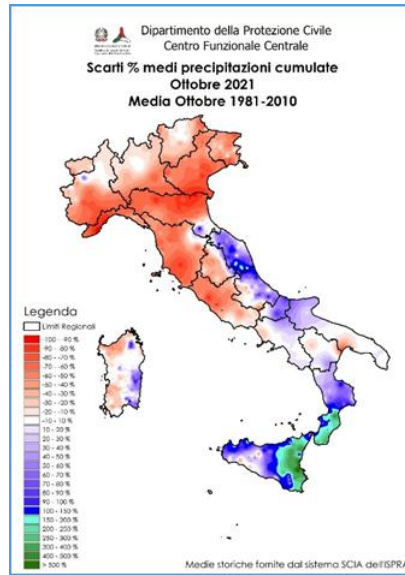 Dipartimento della Protezione Civile
Centro Funzionale Centrale
Scarti % medi precipitazioni cumulate
Ottobre 2021
Media Ottobre 1981-2010
Legenda
Limiti Regionali
-100 - -90 %
-90 - -80 %
-80 - -70 %
-70 - -60 %
-60 - -50 %
-50 - -40 %
-40 - -30 %
-30 - -20 %
-20 - -10 %
-10 - 10 %
10 - 20 %
20 - 30 %
30 - 40 %
40 - 50 %
50 - 60 %
60 - 70 %
70 - 80 %
80 - 90 %
90 - 100 %
100 - 150 %
150 - 200 %
200 - 250 %
250 - 300 %
300 - 400 %
400 - 500 %
> 500 %
Medie storiche fornite dal sistema SCIA dell'ISPRA